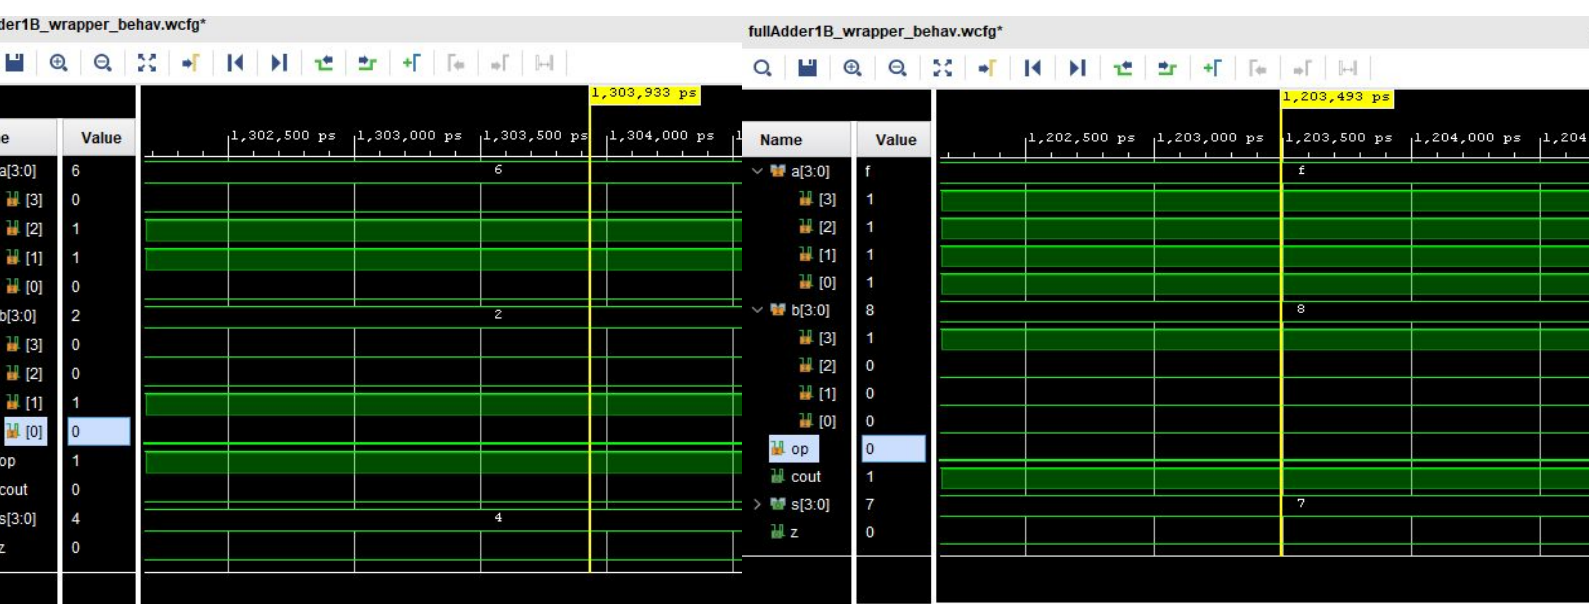 der1B_wrapper_behav.wcfg*
1,303,933 ps
e Value 1,302,500 ps 1,303,000 ps 1,303,500 ps 1,304,000 ps 1
a[3:0] 6 6
[3] 0
[2] 1
[1] 1
[0] 0
b[3:0] 2 2
[3] 0
[2] 0
[1] 1
[0] 0
op 1
cout 0
s[3:0] 4 4
z 0
fullAdder1B_wrapper_behav.wcfg*
1,203,493 ps
Name Value 1,202,500 ps 1,203,000 ps 1,203,500 ps 1,204,000 ps 1,204
a[3:0] f f
[3] 1
[2] 1
[1] 1
[0] 1
b[3:0] 8 8
[3] 1
[2] 0
[1] 0
[0] 0
op 0
cout 1
s[3:0] 7 7
z 0